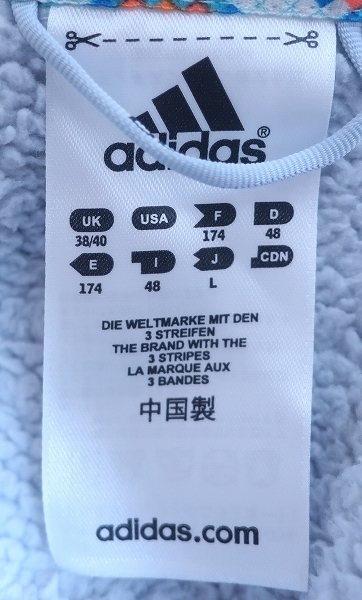 adidas®
UK USA F D
38/40 174 48
E I J CDN
174 48 L
DIE WELTMARKE MIT DEN
3 STREIFEN
THE BRAND WITH THE
3 STRIPES
LA MARQUE AUX
3 BANDES
中国製
adidas.com